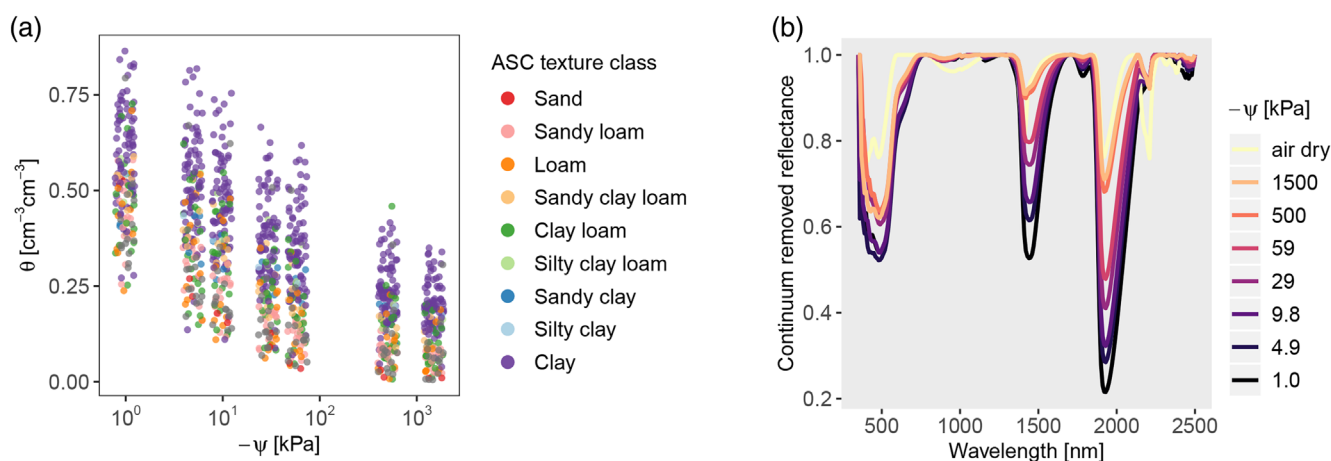 (a)
θ [cm⁻³cm⁻³]
0.75
0.50
0.25
0.00
10⁰
10¹
10²
10³
−ψ [kPa]
ASC texture class
Sand
Sandy loam
Loam
Sandy clay loam
Clay loam
Silty clay loam
Sandy clay
Silty clay
Clay
(b)
Continuum removed reflectance
1.0
0.8
0.6
0.4
0.2
500
1000
1500
2000
2500
Wavelength [nm]
−ψ [kPa]
air dry
1500
500
59
29
9.8
4.9
1.0